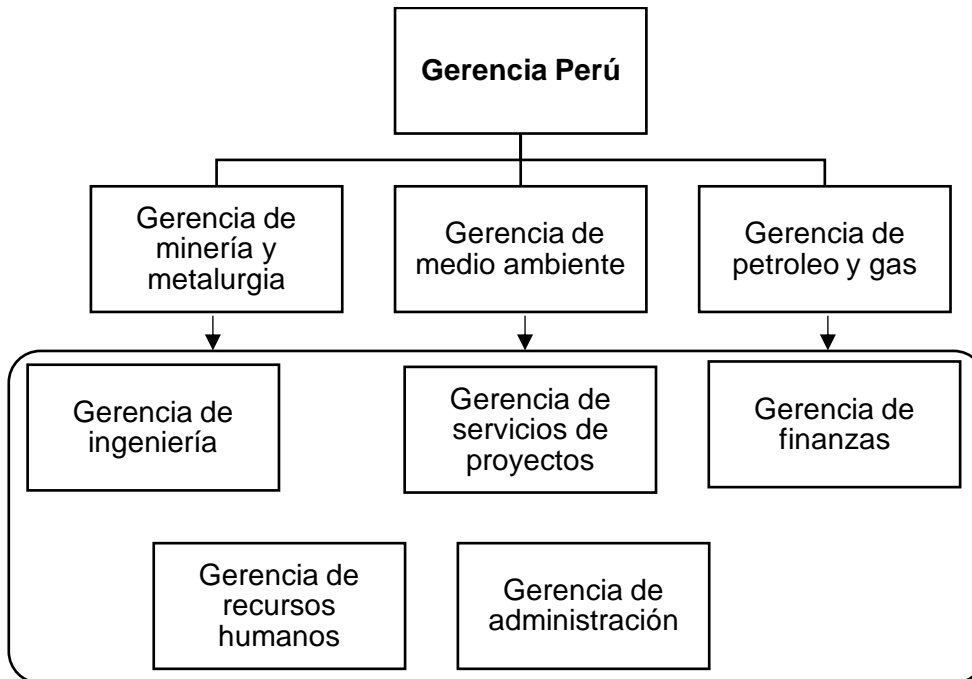 Gerencia Perú
Gerencia de
minería y
metalurgia
Gerencia de
medio ambiente
Gerencia de
petroleo y gas
Gerencia de
ingeniería
Gerencia de
servicios de
proyectos
Gerencia de
finanzas
Gerencia de
recursos
humanos
Gerencia de
administración